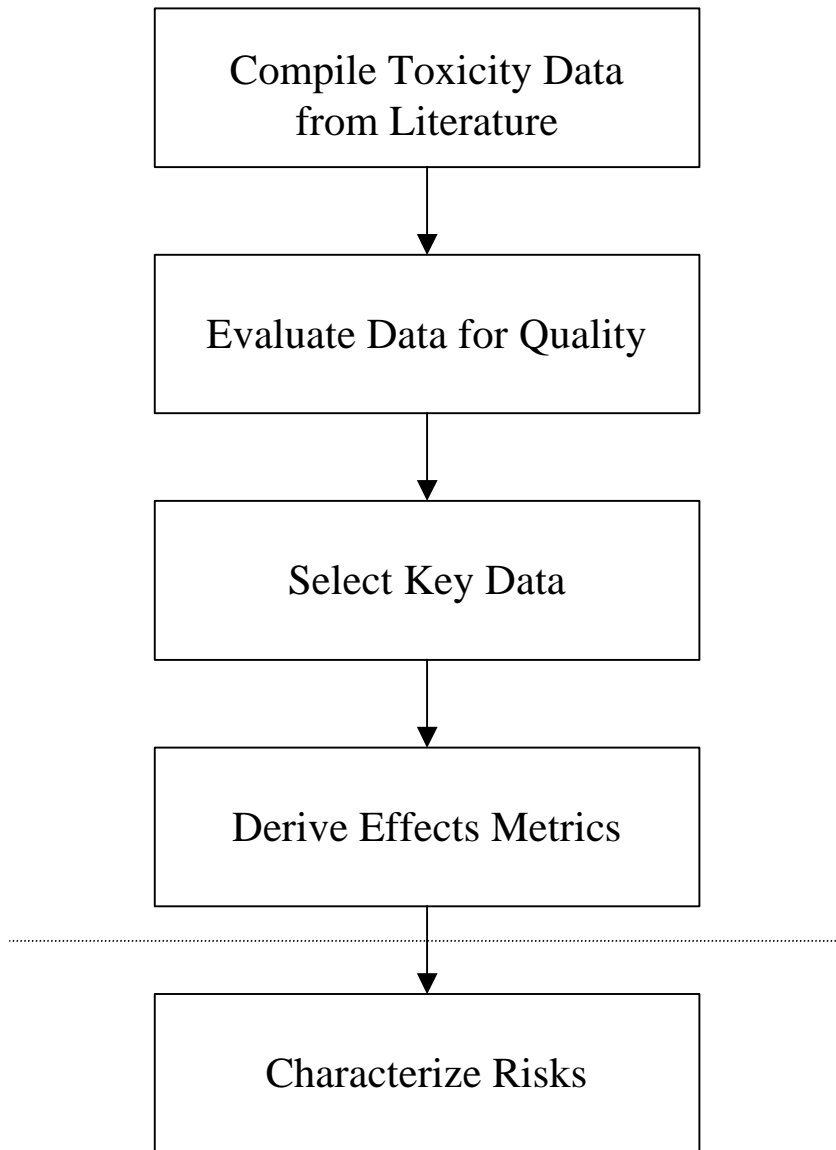 Compile Toxicity Data
from Literature
Evaluate Data for Quality
Select Key Data
Derive Effects Metrics
Characterize Risks